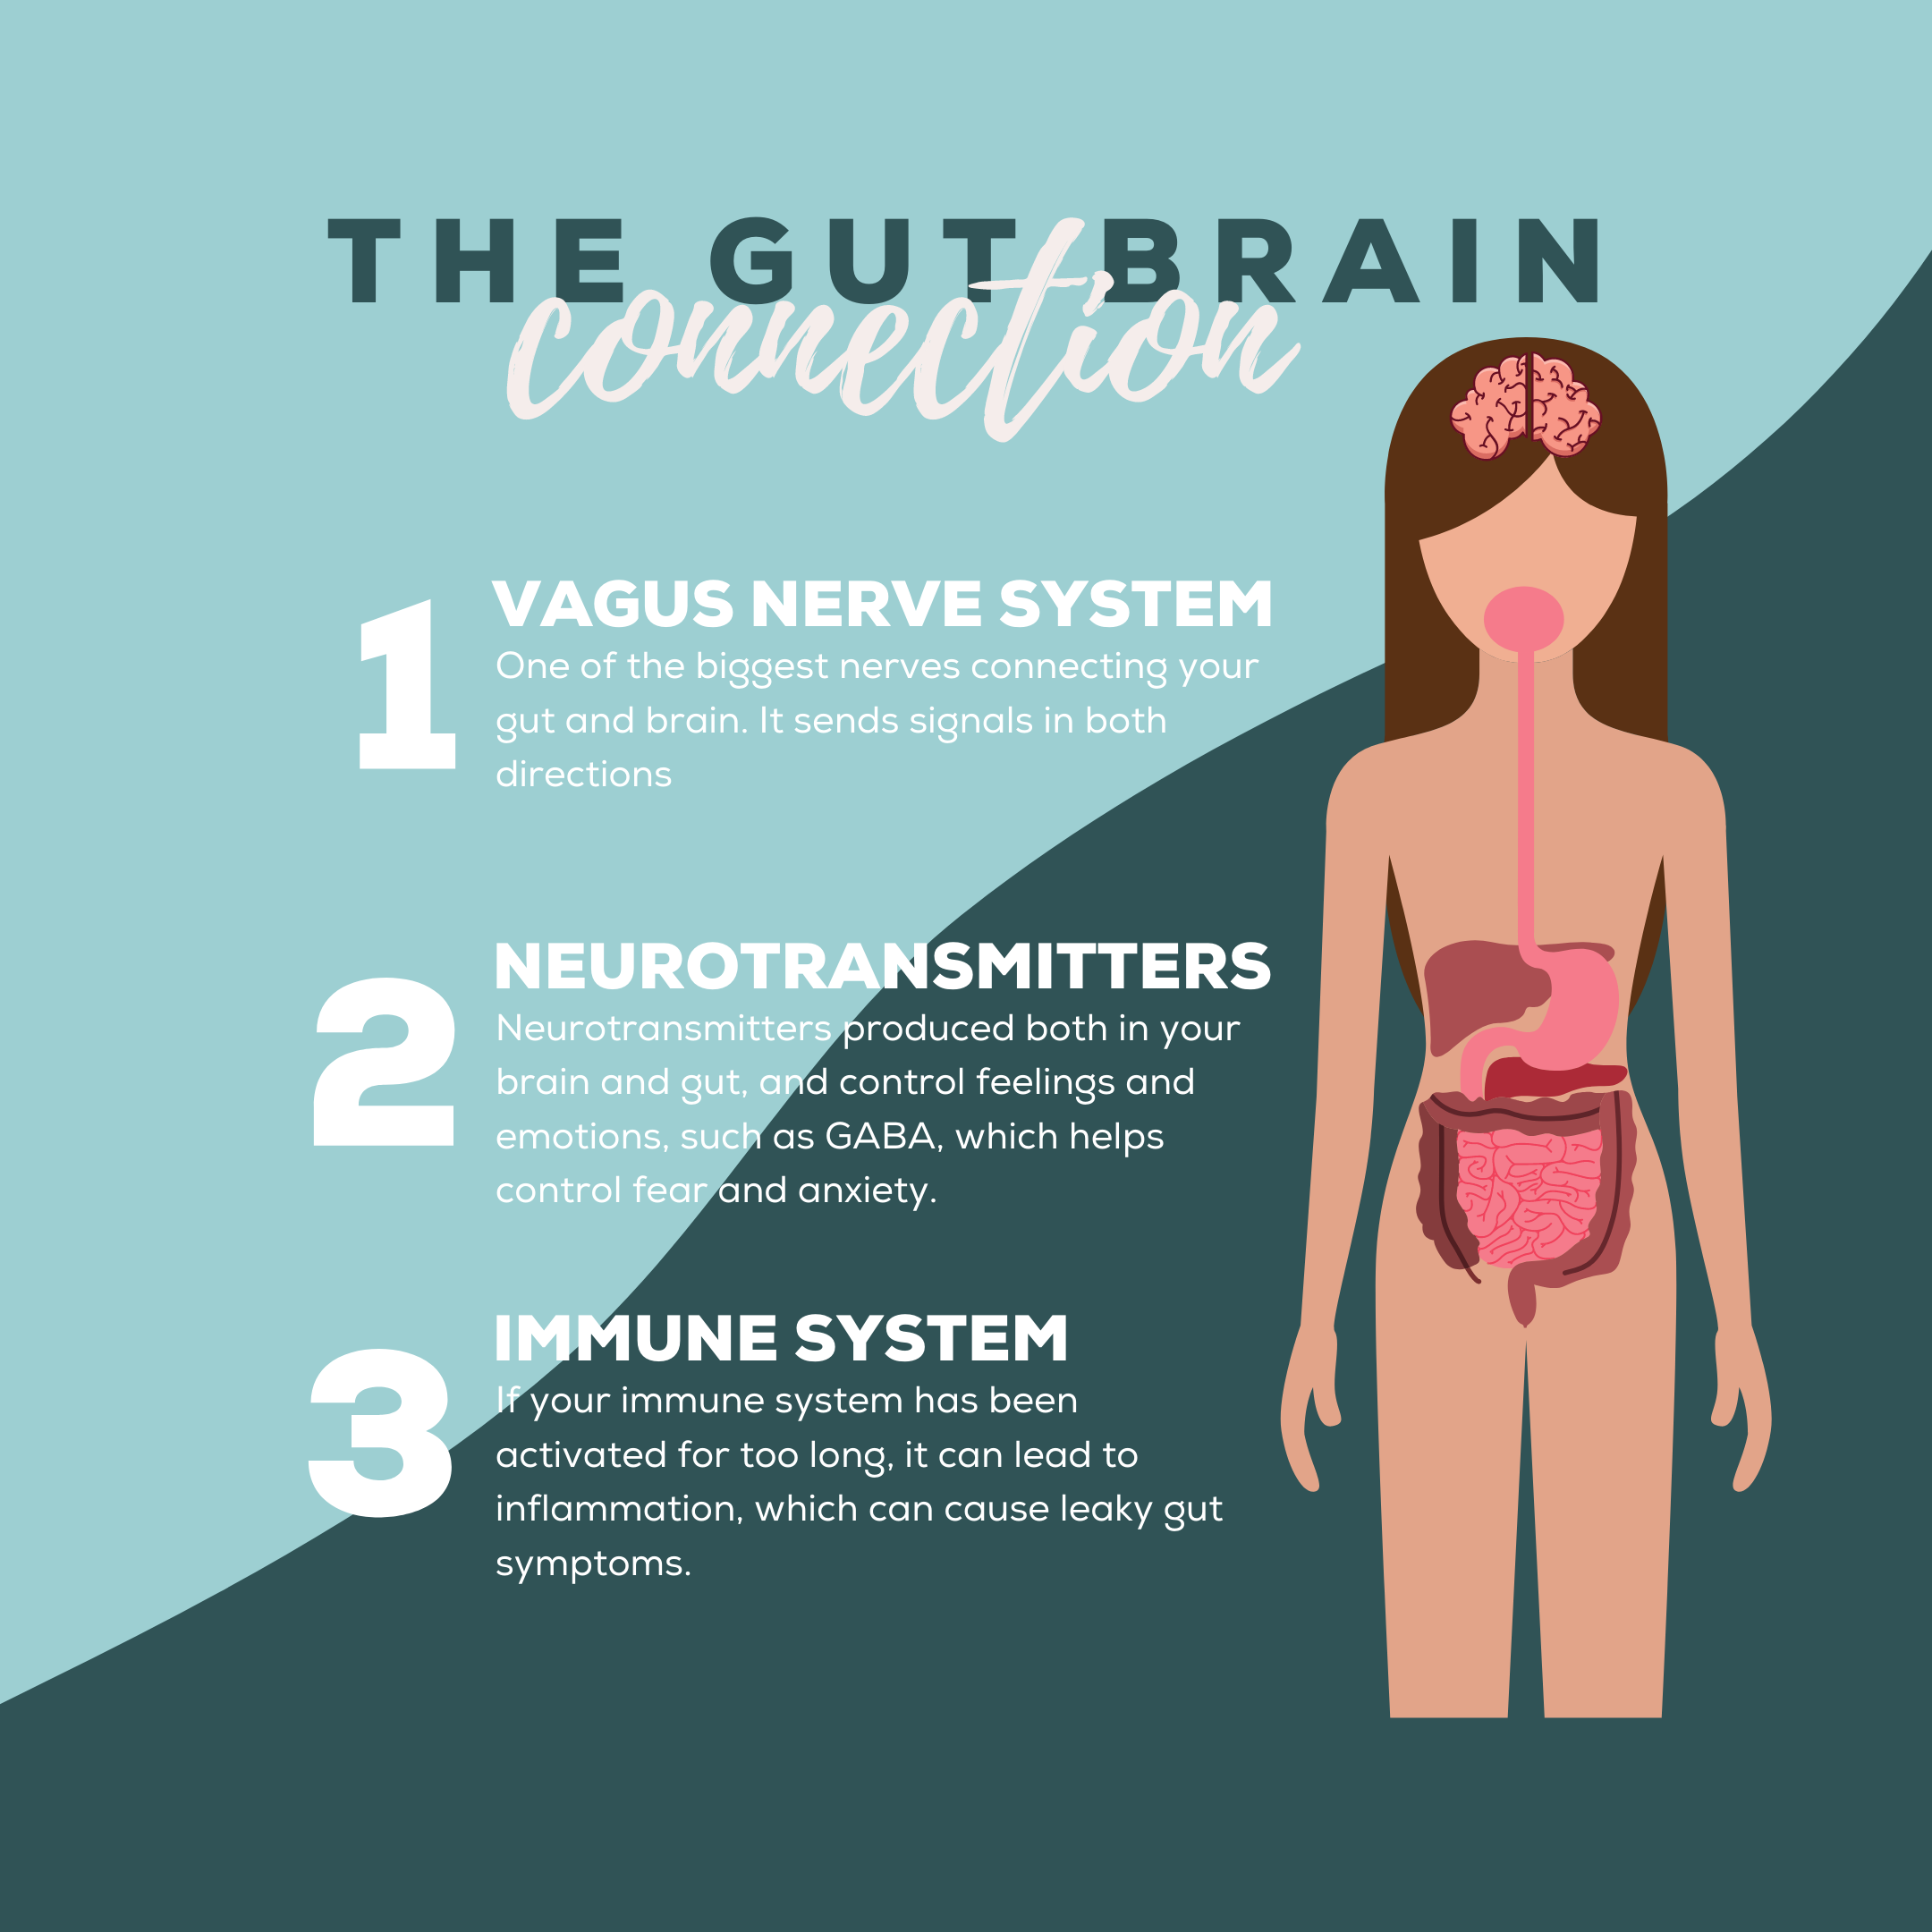 THE GUT BRAIN
connection
1
VAGUS NERVE SYSTEM
One of the biggest nerves connecting your
gut and brain. It sends signals in both
directions
2
NEUROTRANSMITTERS
Neurotransmitters produced both in your
brain and gut, and control feelings and
emotions, such as GABA, which helps
control fear and anxiety.
3
IMMUNE SYSTEM
If your immune system has been
activated for too long, it can lead to
inflammation, which can cause leaky gut
symptoms.